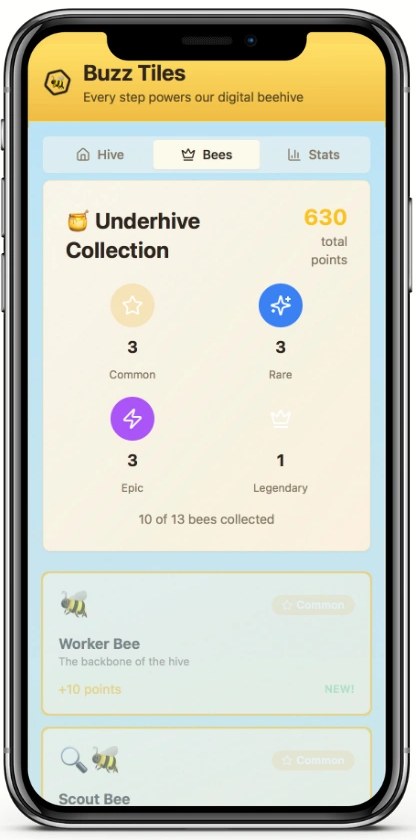 Buzz Tiles
Every step powers our digital beehive
Hive
Bees
Stats
🍯 Underhive
Collection
630
total
points
3
Common
3
Rare
3
Epic
1
Legendary
10 of 13 bees collected
Common
Worker Bee
The backbone of the hive
+10 points
NEW!
Common
Scout Bee